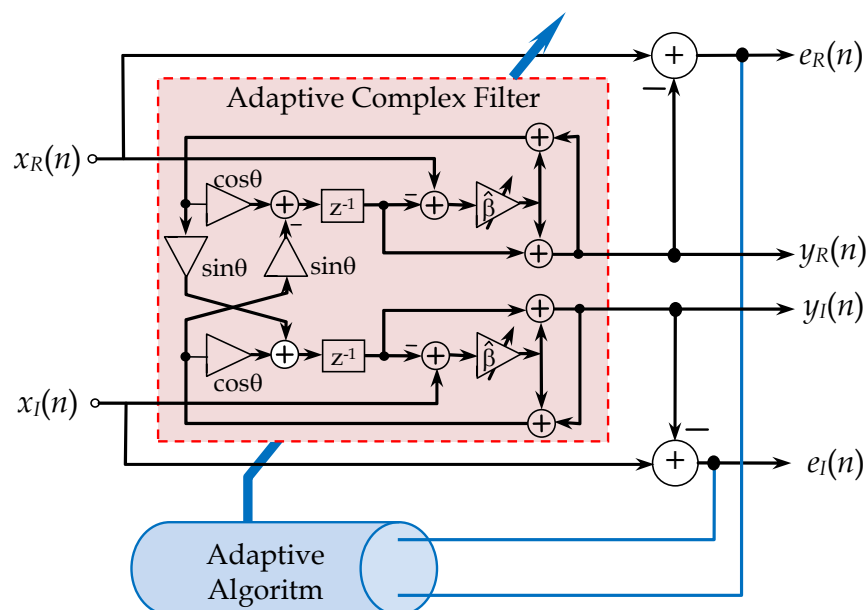 e_R(n)
Adaptive Complex Filter
+
−
x_R(n)
+
cosθ
+
z⁻¹
−
+
β̂
−
sinθ
sinθ
+
y_R(n)
+
y_I(n)
−
cosθ
+
z⁻¹
+
β̂
−
x_I(n)
+
+
e_I(n)
Adaptive
Algoritm